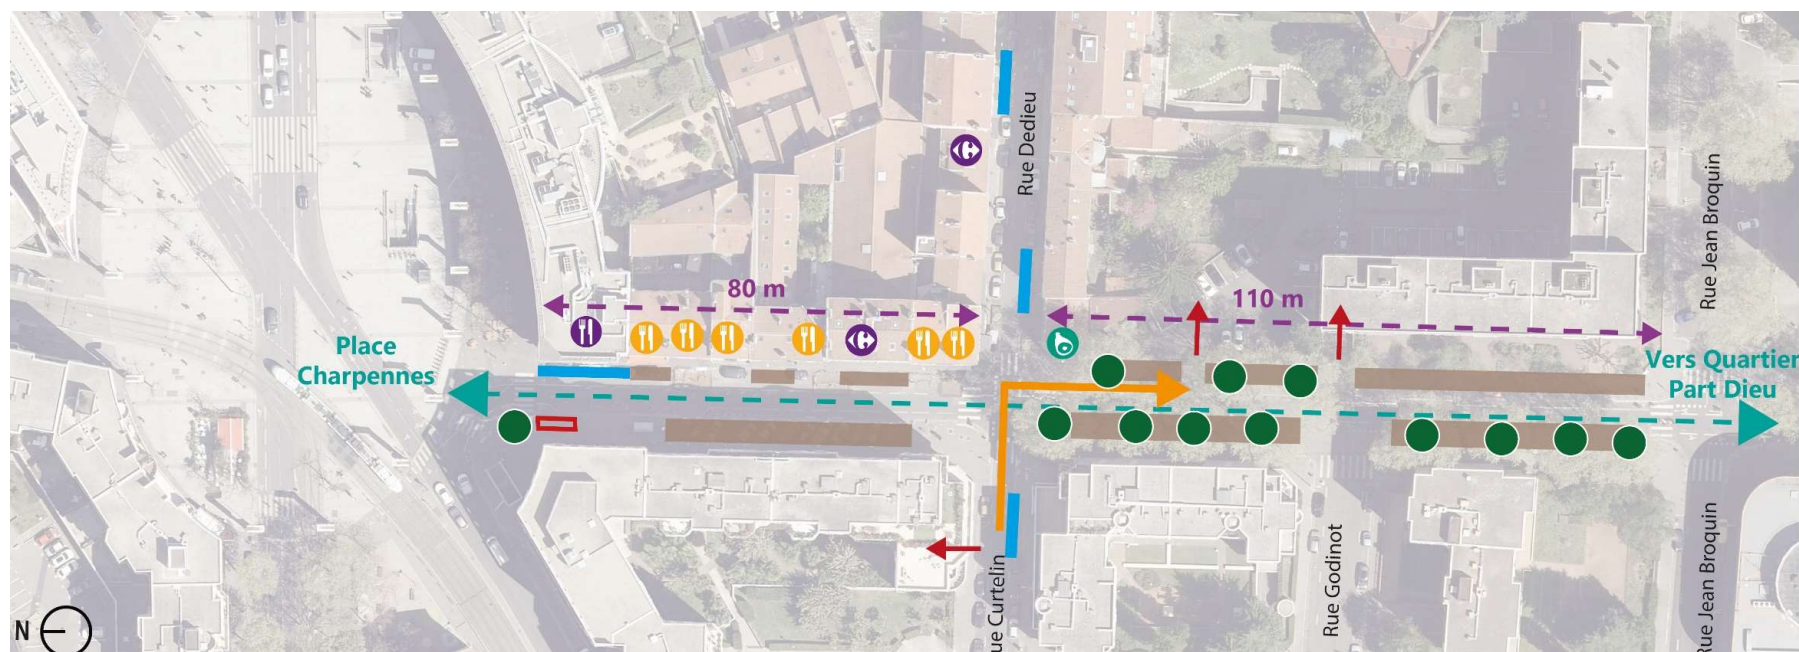 Rue Dedieu
Rue Jean Broquin
80 m
110 m
Place
Charpennes
Vers Quartier
Part Dieu
ue Curtelin
Rue Godinot
Rue Jean Broquin
N